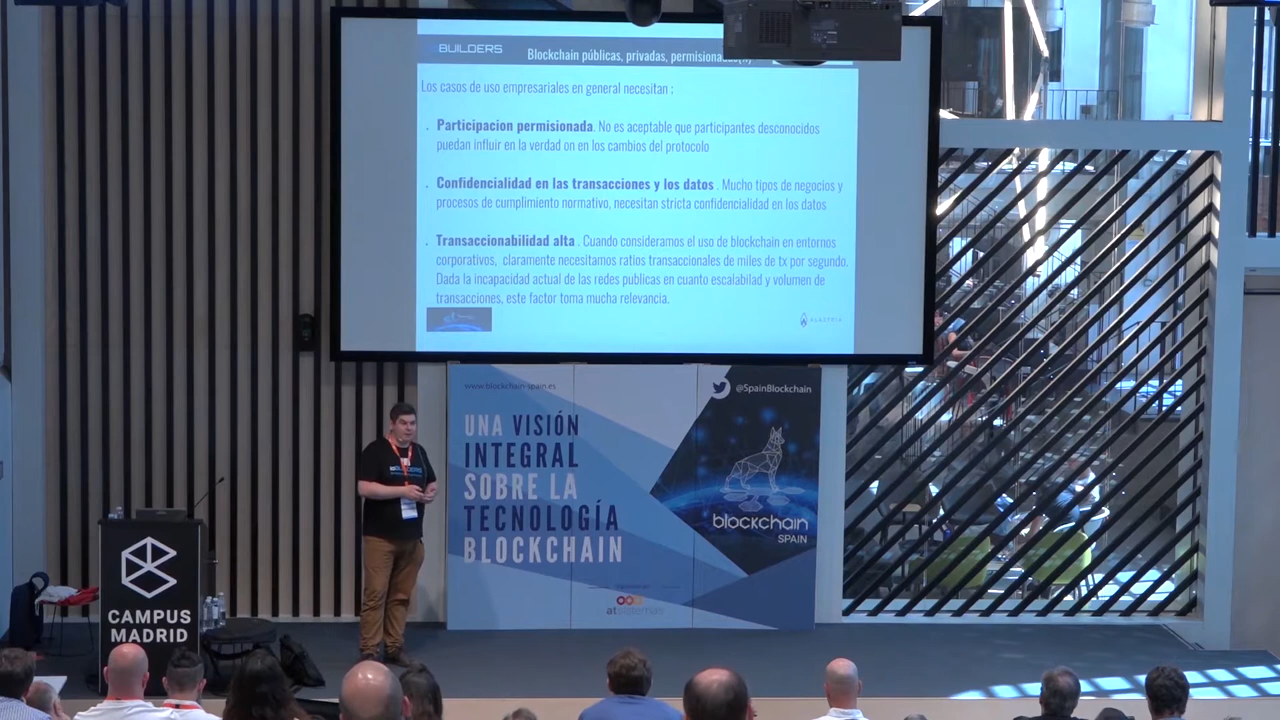 BUILDERS
Blockchain públicas, privadas, permisionadas(IV)
Los casos de uso empresariales en general necesitan :
. Participacion permisionada. No es aceptable que participantes desconocidos
puedan influir en la verdad on en los cambios del protocolo
. Confidencialidad en las transacciones y los datos . Mucho tipos de negocios y
procesos de cumplimiento normativo, necesitan stricta confidencialidad en los datos
. Transaccionabilidad alta . Cuando consideramos el uso de blockchain en entornos
corporativos, claramente necesitamos ratios transaccionales de miles de tx por segundo.
Dada la incapacidad actual de las redes publicas en cuanto escalabilad y volumen de
transacciones, este factor toma mucha relevancia.
ALASTRIA
www.blockchain-spain.es
@SpainBlockchain
UNA VISIÓN
INTEGRAL
SOBRE LA
TECNOLOGÍA
BLOCKCHAIN
blockchain
SPAIN
atsistemas
ioBUILDERS
CAMPUS
MADRID